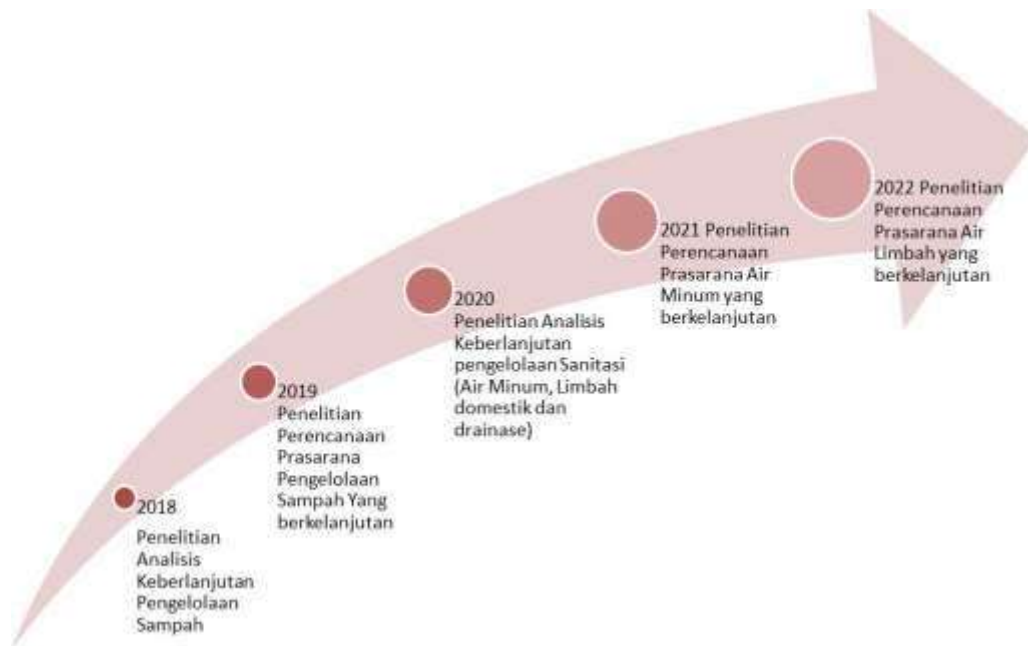 2018
Penelitian
Analisis
Keberlanjutan
Pengelolaan
Sampah
2019
Penelitian
Perencanaan
Prasarana
Pengelolaan
Sampah Yang
berkelanjutan
2020
Penelitian Analisis
Keberlanjutan
pengelolaan Sanitasi
(Air Minum, Limbah
domestik dan
drainase)
2021 Penelitian
Perencanaan
Prasarana Air
Minum yang
berkelanjutan
2022 Penelitian
Perencanaan
Prasarana Air
Limbah yang
berkelanjutan